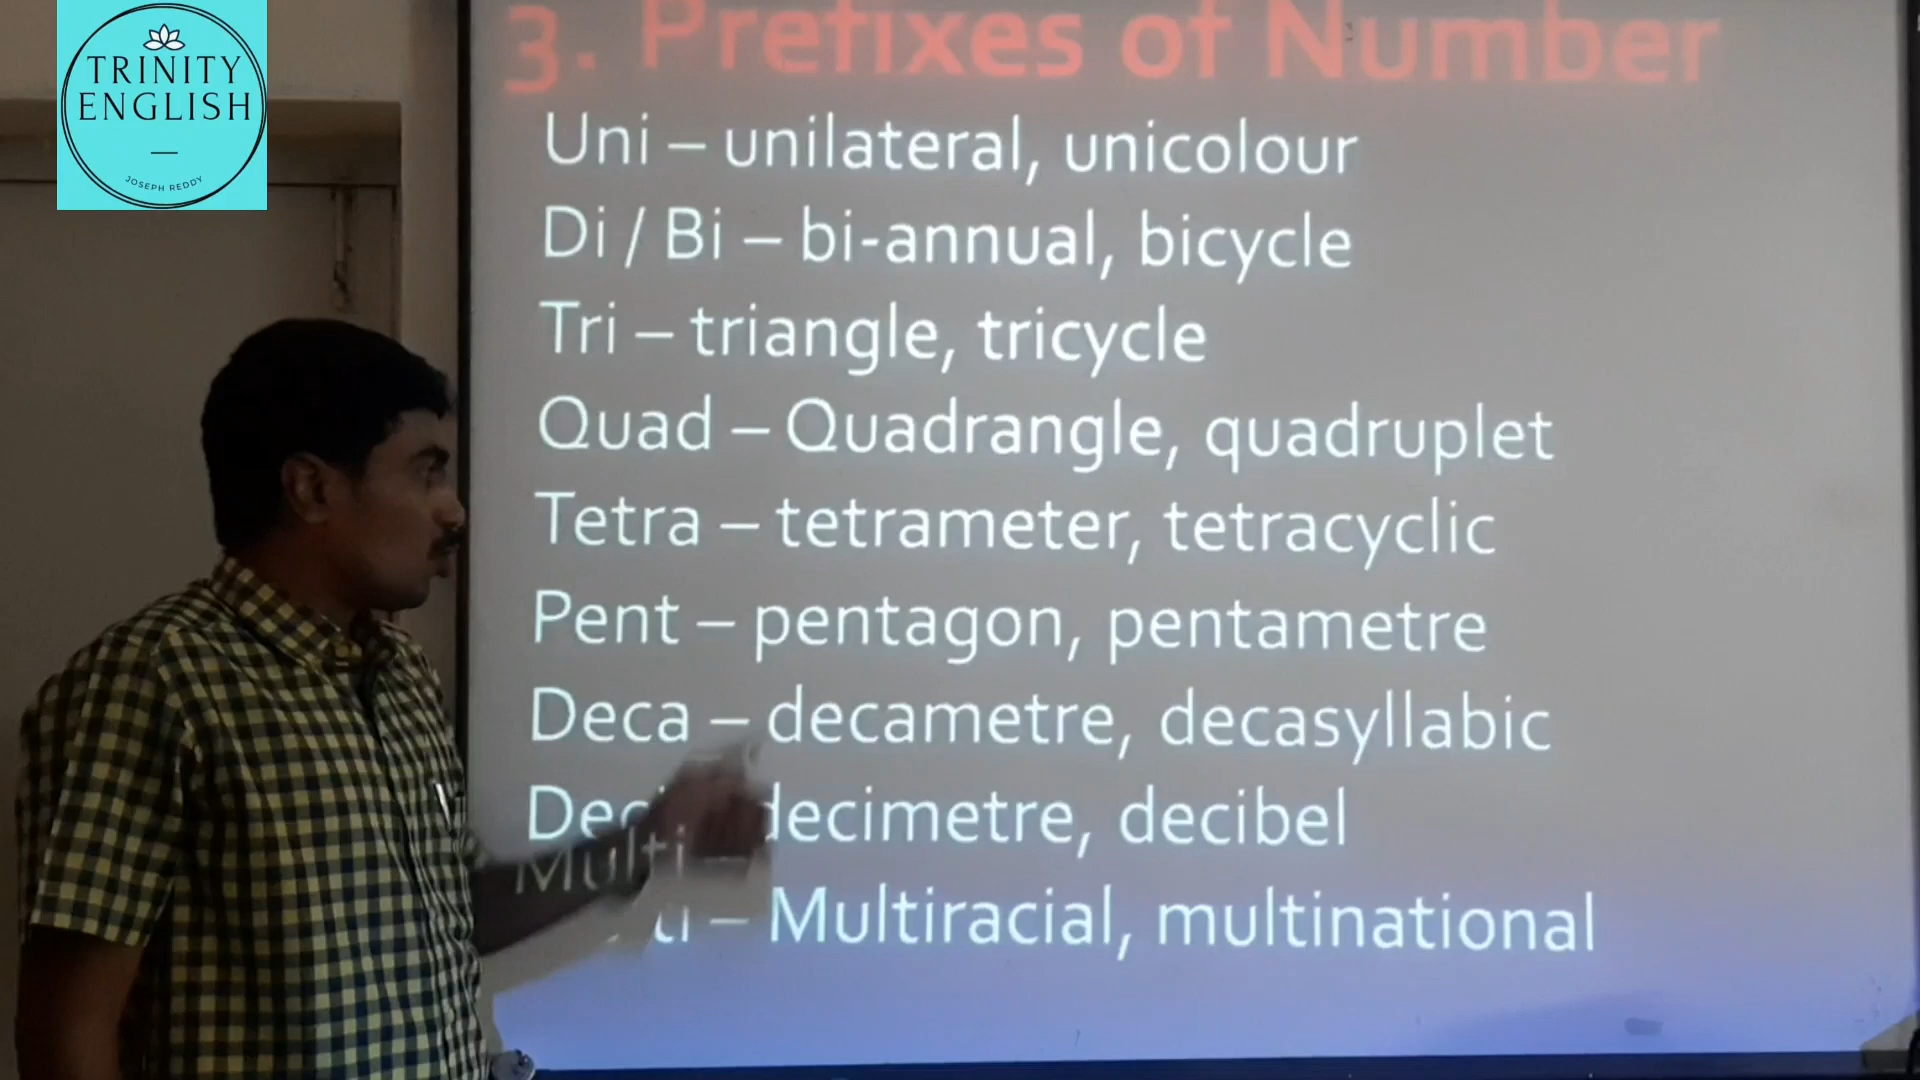 TRINITY
ENGLISH
—
JOSEPH REDDY
3. Prefixes of Number
Uni – unilateral, unicolour
Di / Bi – bi-annual, bicycle
Tri – triangle, tricycle
Quad – Quadrangle, quadruplet
Tetra – tetrameter, tetracyclic
Pent – pentagon, pentametre
Deca – decametre, decasyllabic
decimetre, decibel
Multi – Multiracial, multinational